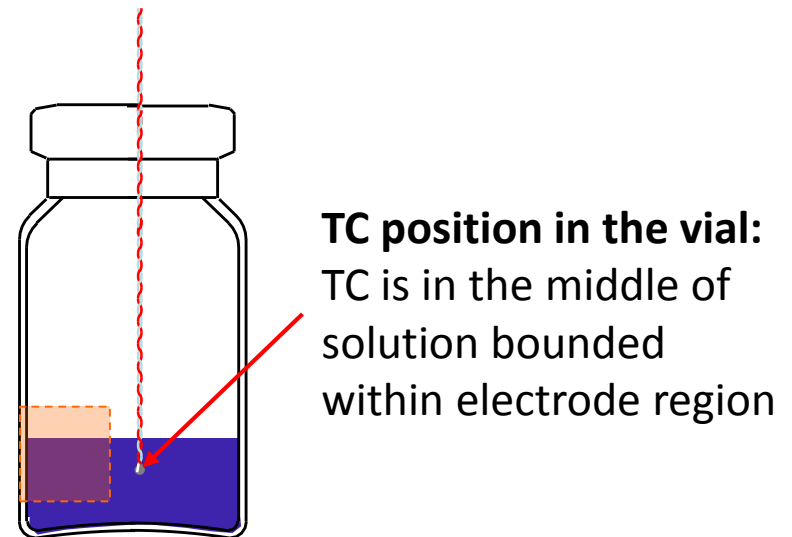 TC position in the vial:
TC is in the middle of
solution bounded
within electrode region